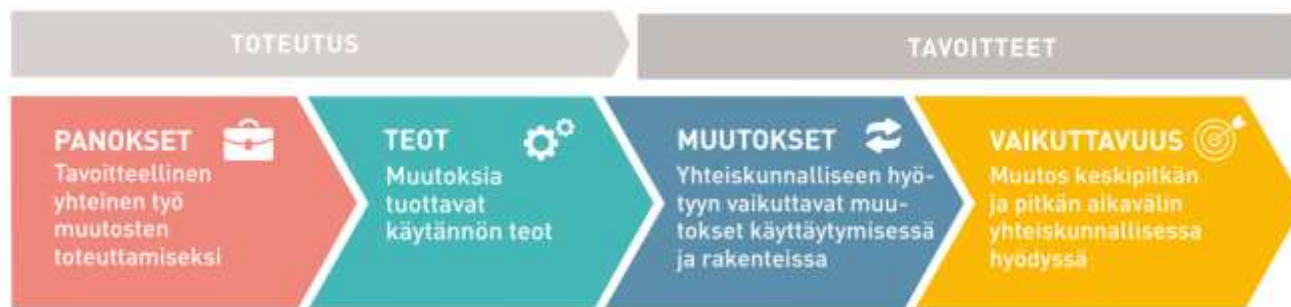 TOTEUTUS
TAVOITTEET
PANOKSET
Tavoitteellinen
yhteinen työ
muutosten
toteuttamiseksi
TEOT
Muutoksia
tuottavat
käytännön teot
MUUTOKSET
Yhteiskunnalliseen hyö-
tyyn vaikuttavat muu-
tokset käyttäytymisessä
ja rakenteissa
VAIKUTTAVUUS
Muutos keskipitkän
ja pitkän aikavälin
yhteiskunnallisessa
hyödyssä